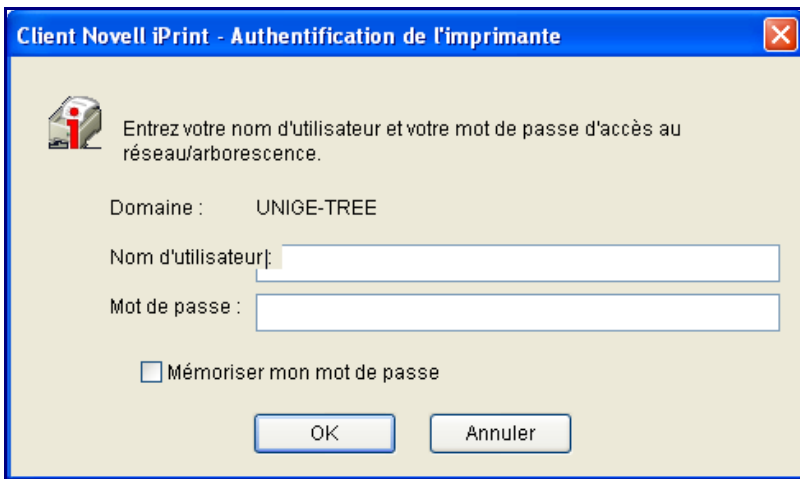 Client Novell iPrint - Authentification de l'imprimante
Entrez votre nom d'utilisateur et votre mot de passe d'accès au
réseau/arborescence.
Domaine : UNIGE-TREE
Nom d'utilisateur :
Mot de passe :
Mémoriser mon mot de passe
OK Annuler